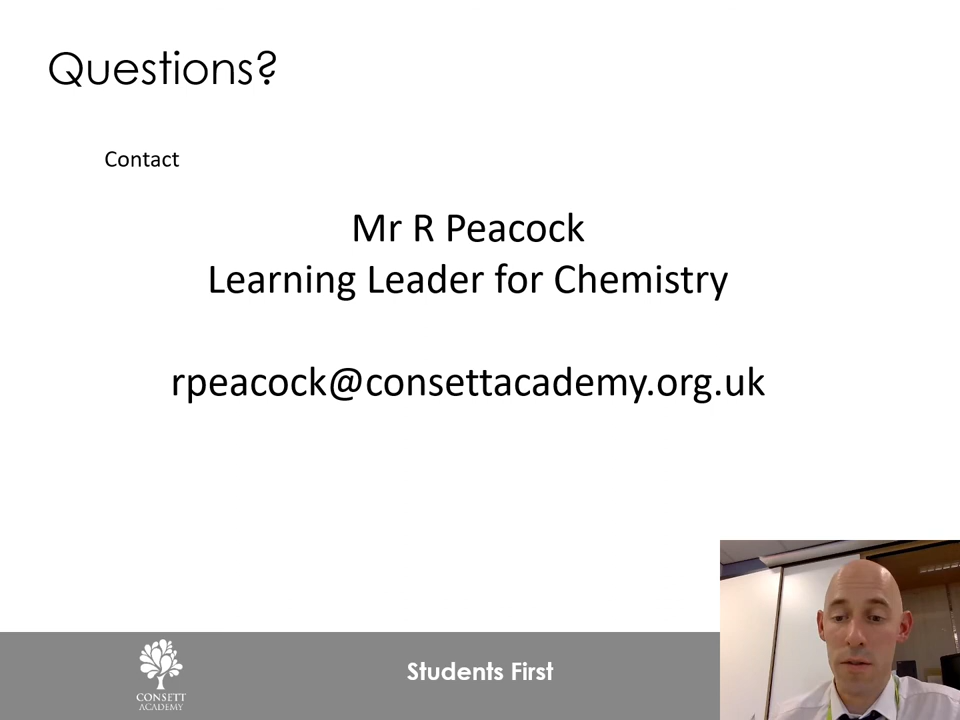 Questions?
Contact
Mr R Peacock
Learning Leader for Chemistry
rpeacock@consettacademy.org.uk
CONSETT
ACADEMY
Students First